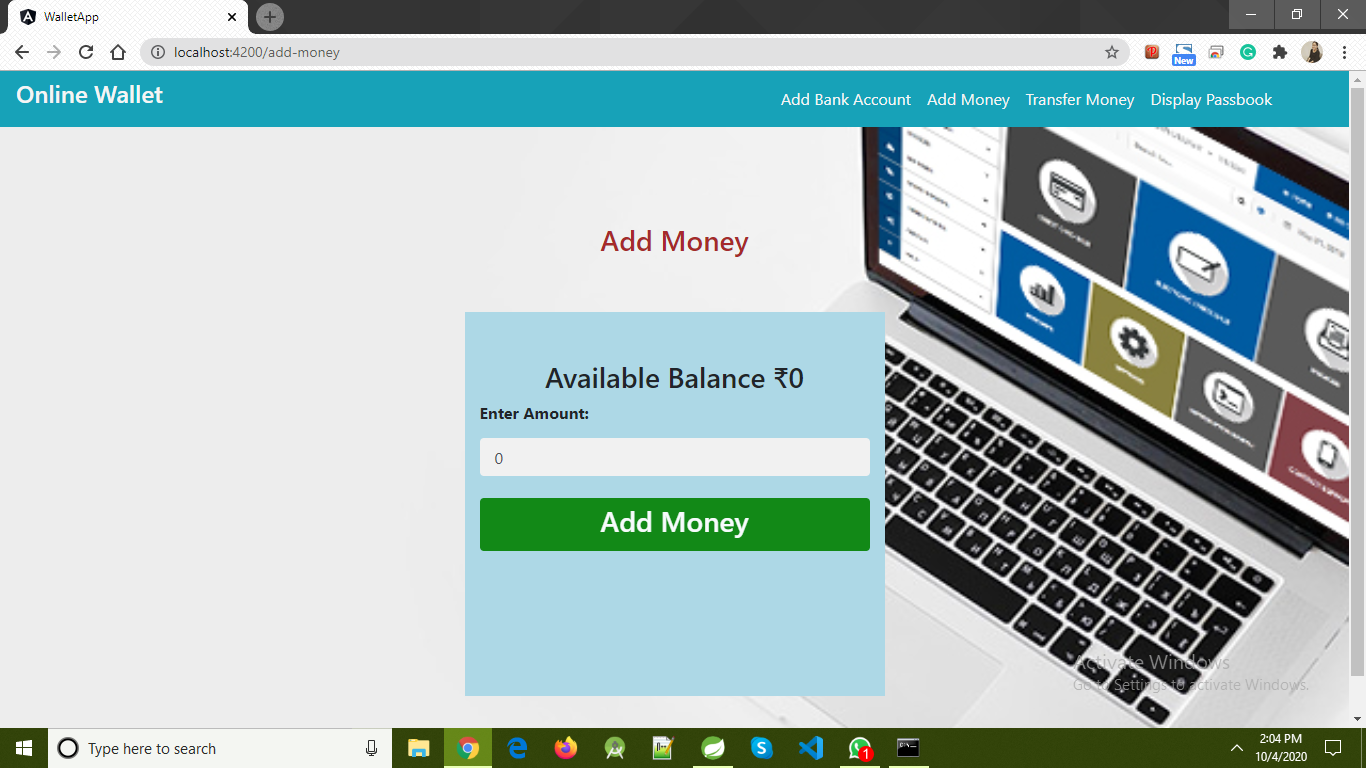 WalletApp
localhost:4200/add-money
New
Online Wallet
Add Bank Account Add Money Transfer Money Display Passbook
Add Money
Available Balance ₹0
Enter Amount:
0
Add Money
Activate Windows
Go to Settings to activate Windows.
Type here to search
1
2:04 PM
10/4/2020